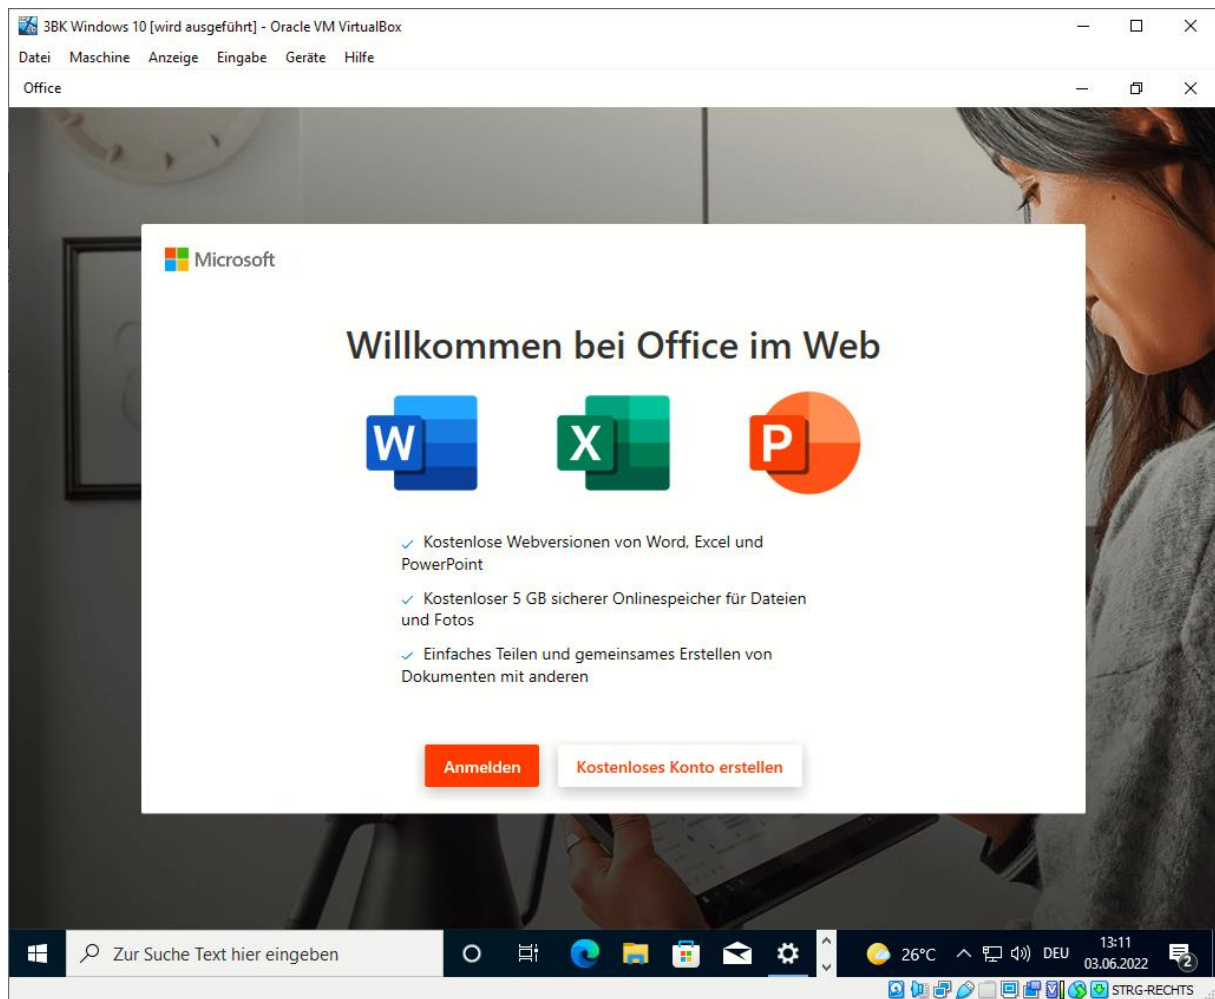 3BK Windows 10 [wird ausgeführt] - Oracle VM VirtualBox
Datei Maschine Anzeige Eingabe Geräte Hilfe
Office
Microsoft
Willkommen bei Office im Web
W X P
Kostenlose Webversionen von Word, Excel und
PowerPoint
Kostenloser 5 GB sicherer Onlinespeicher für Dateien
und Fotos
Einfaches Teilen und gemeinsames Erstellen von
Dokumenten mit anderen
Anmelden Kostenloses Konto erstellen
Zur Suche Text hier eingeben 26°C DEU 13:11
03.06.2022 2
STRG-RECHTS